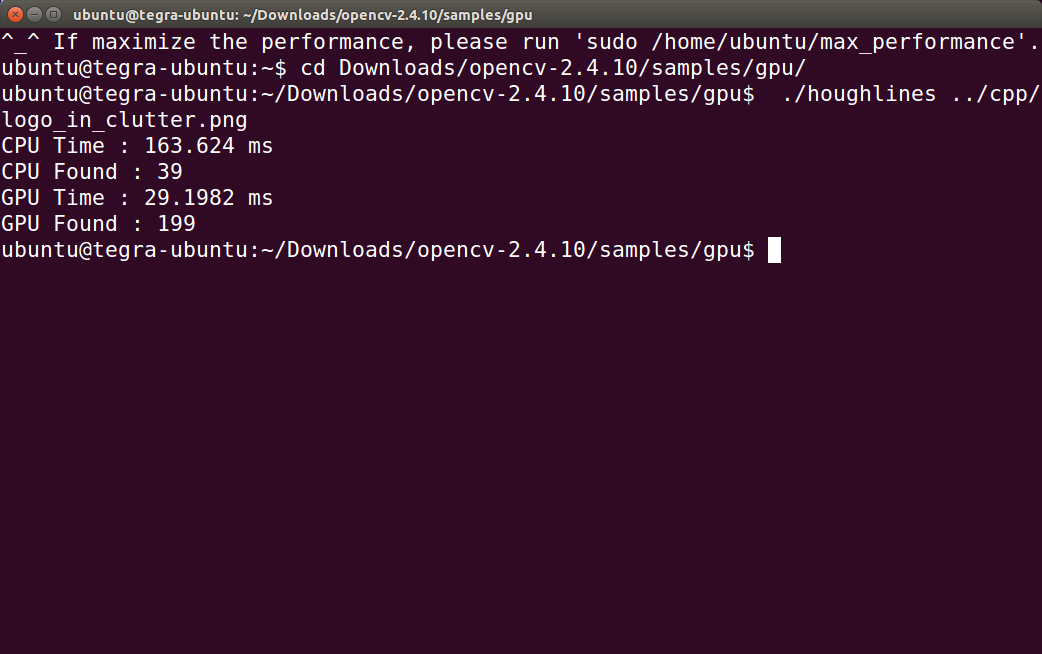 ubuntu@tegra-ubuntu: ~/Downloads/opencv-2.4.10/samples/gpu
^_^ If maximize the performance, please run 'sudo /home/ubuntu/max_performance'.
ubuntu@tegra-ubuntu:~$ cd Downloads/opencv-2.4.10/samples/gpu/
ubuntu@tegra-ubuntu:~/Downloads/opencv-2.4.10/samples/gpu$  ./houghlines ../cpp/
logo_in_clutter.png
CPU Time : 163.624 ms
CPU Found : 39
GPU Time : 29.1982 ms
GPU Found : 199
ubuntu@tegra-ubuntu:~/Downloads/opencv-2.4.10/samples/gpu$